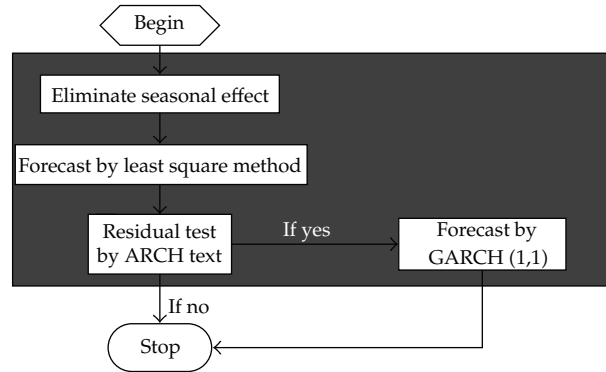 Begin
Eliminate seasonal effect
Forecast by least square method
Residual test
by ARCH text
If yes
Forecast by
GARCH (1,1)
If no
Stop